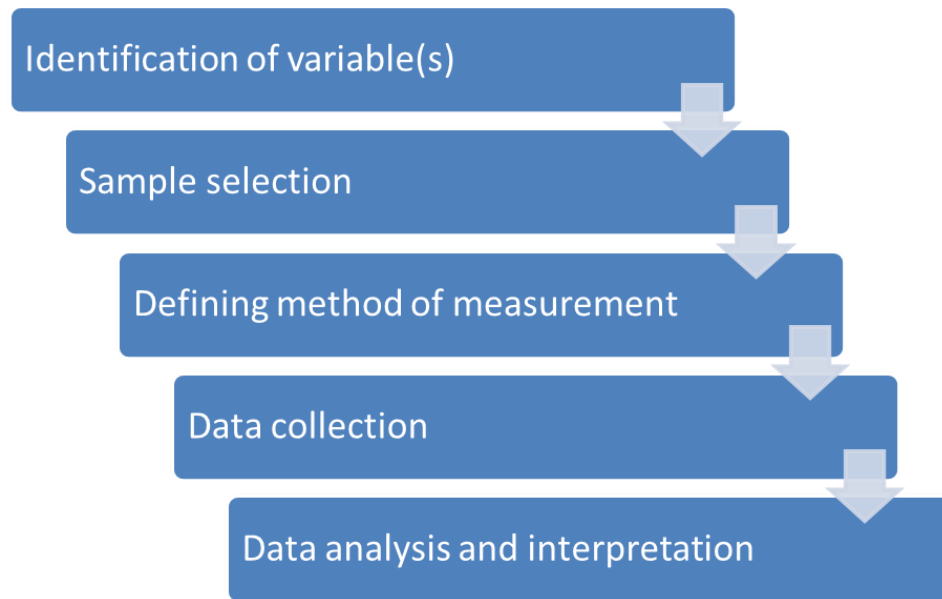 Identification of variable(s)
Sample selection
Defining method of measurement
Data collection
Data analysis and interpretation